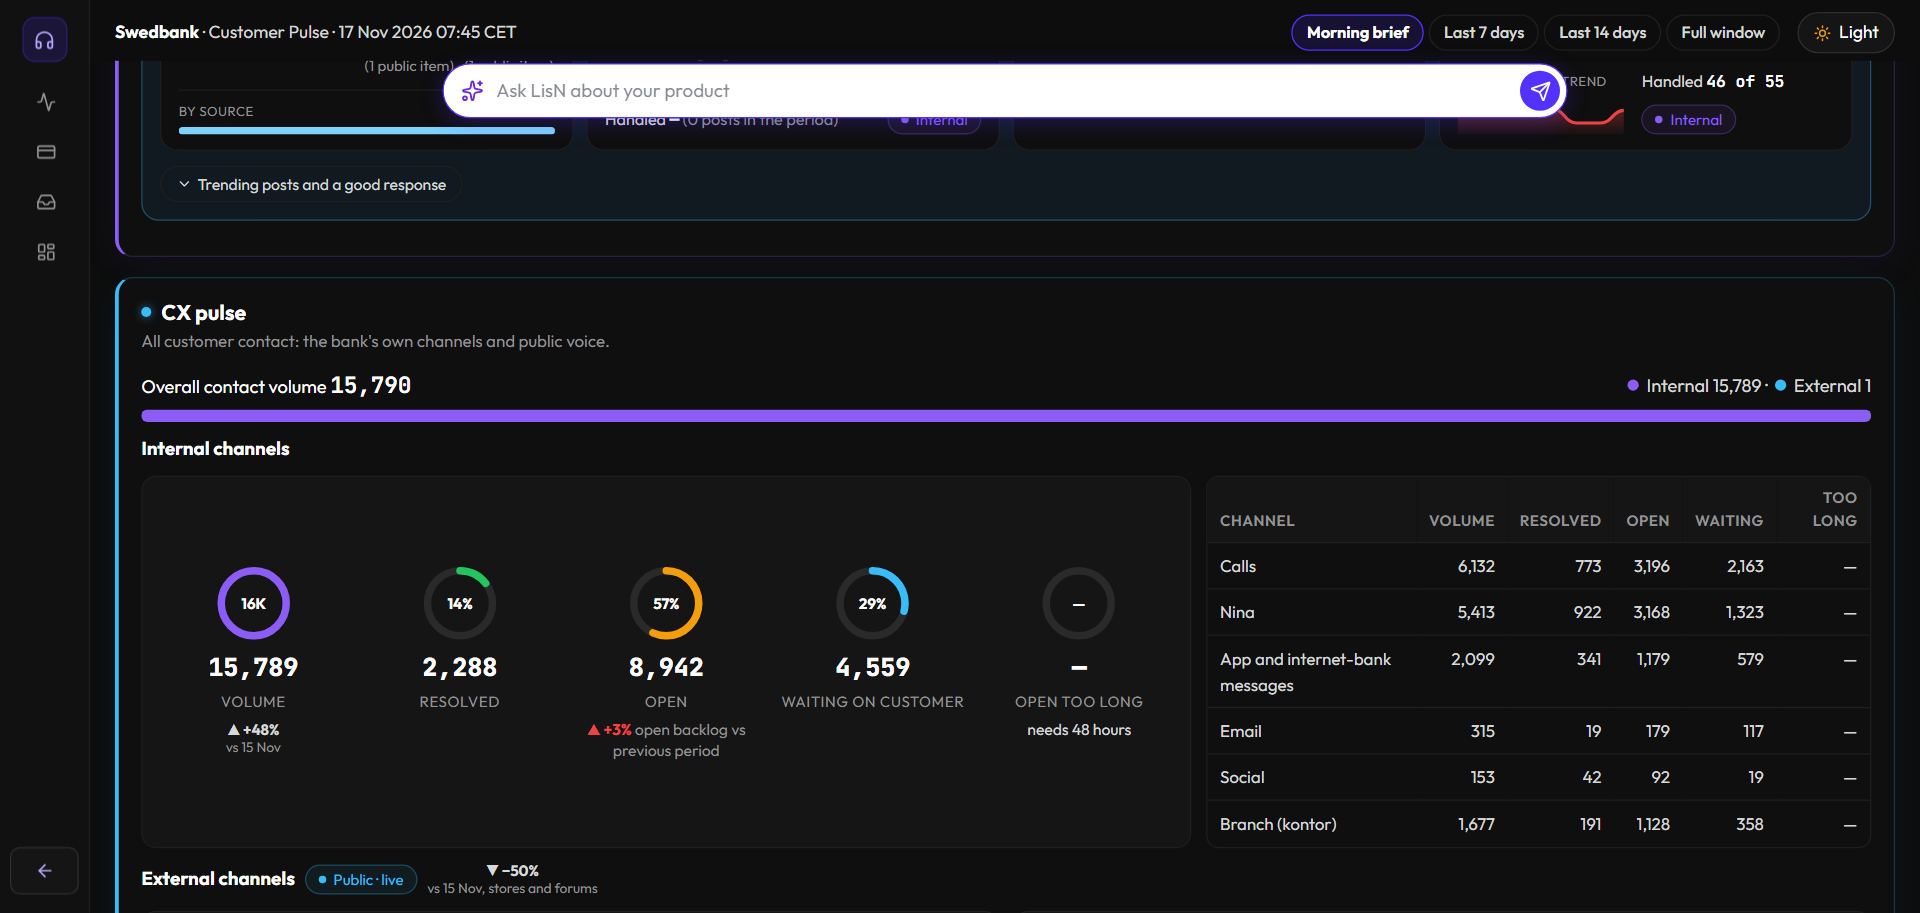 Swedbank · Customer Pulse · 17 Nov 2026 07:45 CET
Morning brief
Last 7 days
Last 14 days
Full window
Light
(1 public item)
Ask LisN about your product
TREND
Handled 46 of 55
BY SOURCE
Handled — (0 posts in the period)
Internal
Internal
Trending posts and a good response
CX pulse
All customer contact: the bank's own channels and public voice.
Overall contact volume 15,790
Internal 15,789 · External 1
Internal channels
16K
15,789
VOLUME
▲ +48%
vs 15 Nov
14%
2,288
RESOLVED
57%
8,942
OPEN
▲ +3% open backlog vs
previous period
29%
4,559
WAITING ON CUSTOMER
—
—
OPEN TOO LONG
needs 48 hours
CHANNEL VOLUME RESOLVED OPEN WAITING TOO LONG
Calls 6,132 773 3,196 2,163 —
Nina 5,413 922 3,168 1,323 —
App and internet-bank 2,099 341 1,179 579 —
messages
Email 315 19 179 117 —
Social 153 42 92 19 —
Branch (kontor) 1,677 191 1,128 358 —
External channels
Public · live
▼ −50%
vs 15 Nov, stores and forums